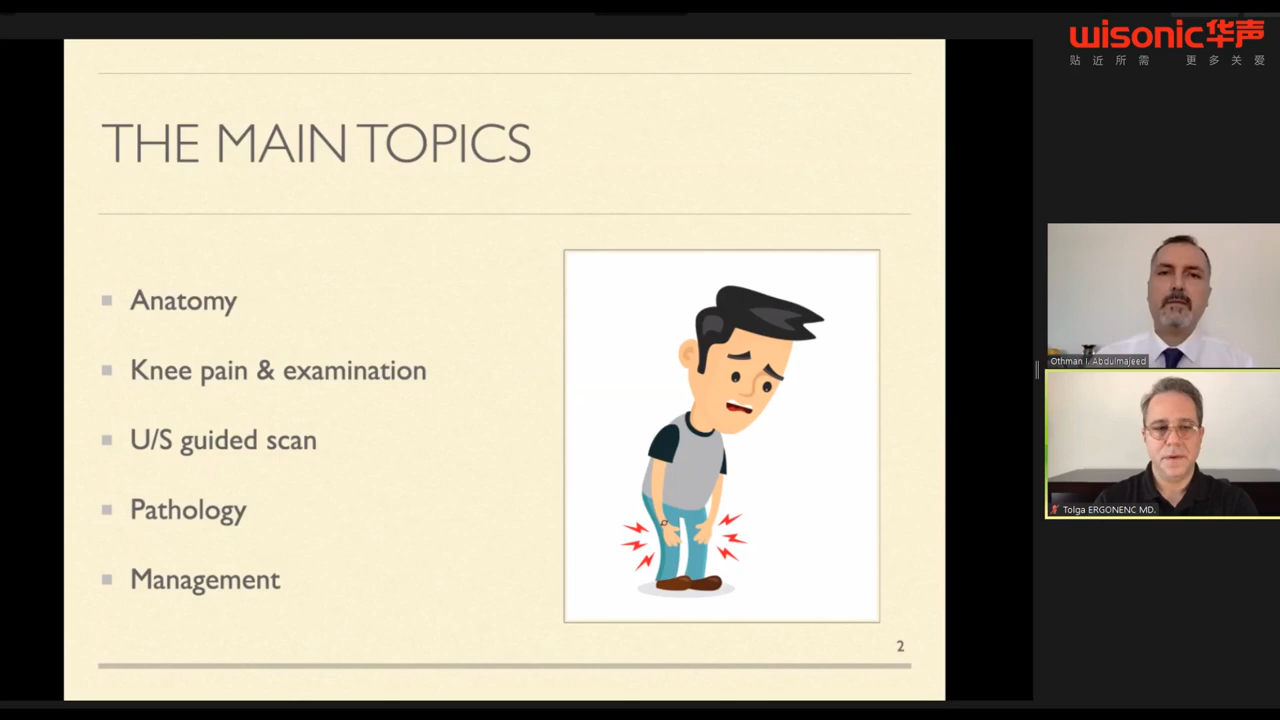 wisonic华声
贴近所需 更多关爱
THE MAIN TOPICS
Anatomy
Knee pain & examination
U/S guided scan
Pathology
Management
2
Othman I. Abdulmajeed
Tolga ERGONENC MD.